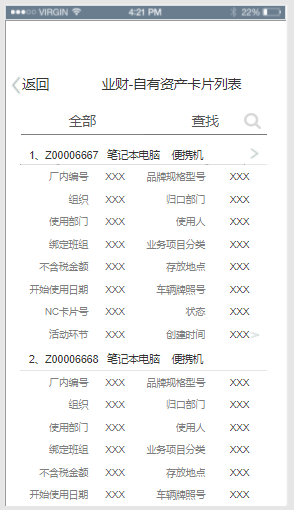 VIRGIN 4:21 PM 22%
返回 业财-自有资产卡片列表
全部 查找
1、Z00006667 笔记本电脑 便携机
厂内编号 XXX 品牌规格型号 XXX
组织 XXX 归口部门 XXX
使用部门 XXX 使用人 XXX
绑定班组 XXX 业务项目分类 XXX
不含税金额 XXX 存放地点 XXX
开始使用日期 XXX 车辆牌照号 XXX
NC卡片号 XXX 状态 XXX
活动环节 XXX 创建时间 XXX
2、Z00006668 笔记本电脑 便携机
厂内编号 XXX 品牌规格型号 XXX
组织 XXX 归口部门 XXX
使用部门 XXX 使用人 XXX
绑定班组 XXX 业务项目分类 XXX
不含税金额 XXX 存放地点 XXX
开始使用日期 XXX 车辆牌照号 XXX